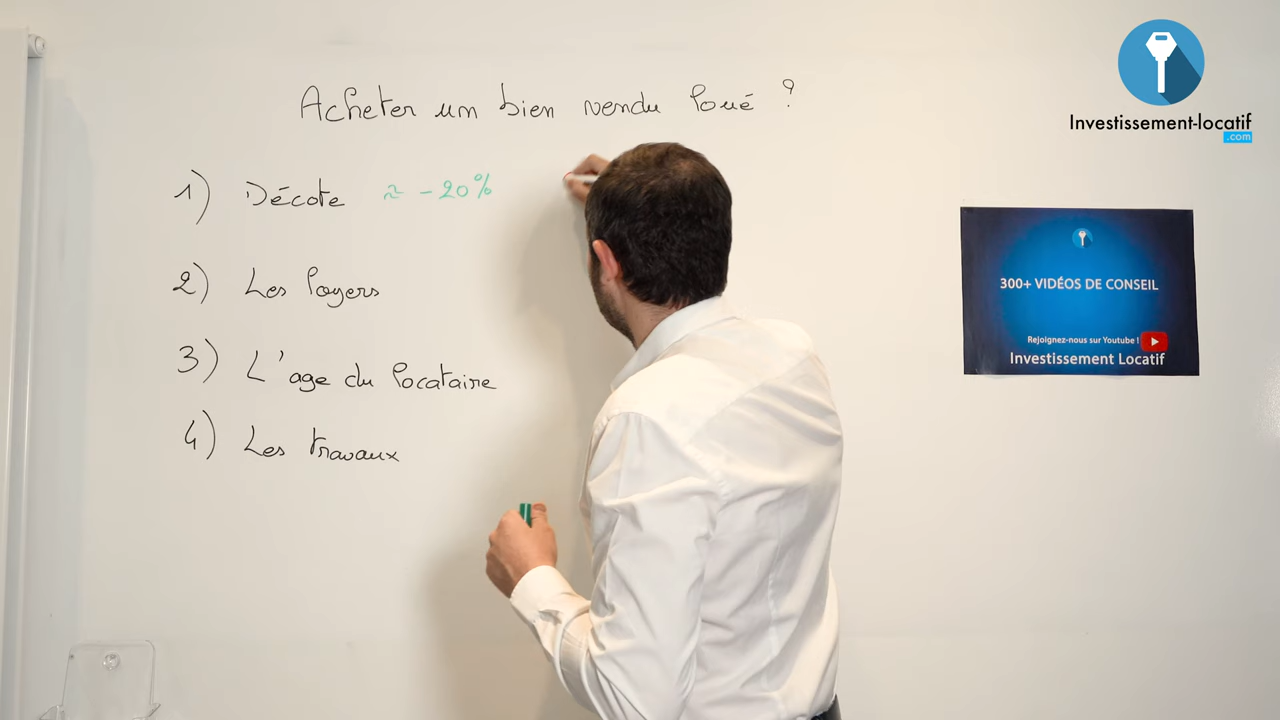 Acheter un bien vendu loué ?
1) Décote ≈ -20%
2) Les loyers
3) L'age du locataire
4) Les travaux
Investissement-locatif
.com
300+ VIDÉOS DE CONSEIL
Rejoignez-nous sur Youtube !
Investissement Locatif